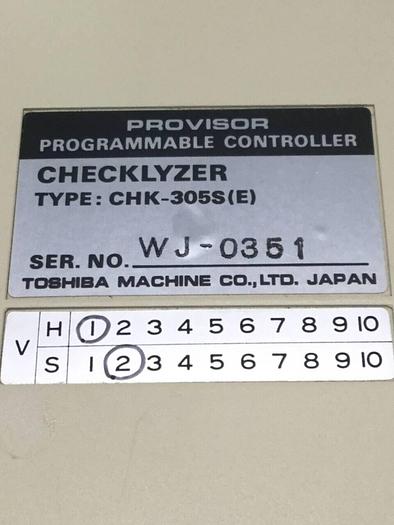 PROVISOR
PROGRAMMABLE CONTROLLER
CHECKLYZER
TYPE: CHK-305S(E)
SER. NO. WJ-0351
TOSHIBA MACHINE CO.,LTD. JAPAN
V
H 1 2 3 4 5 6 7 8 9 10
S 1 2 3 4 5 6 7 8 9 10